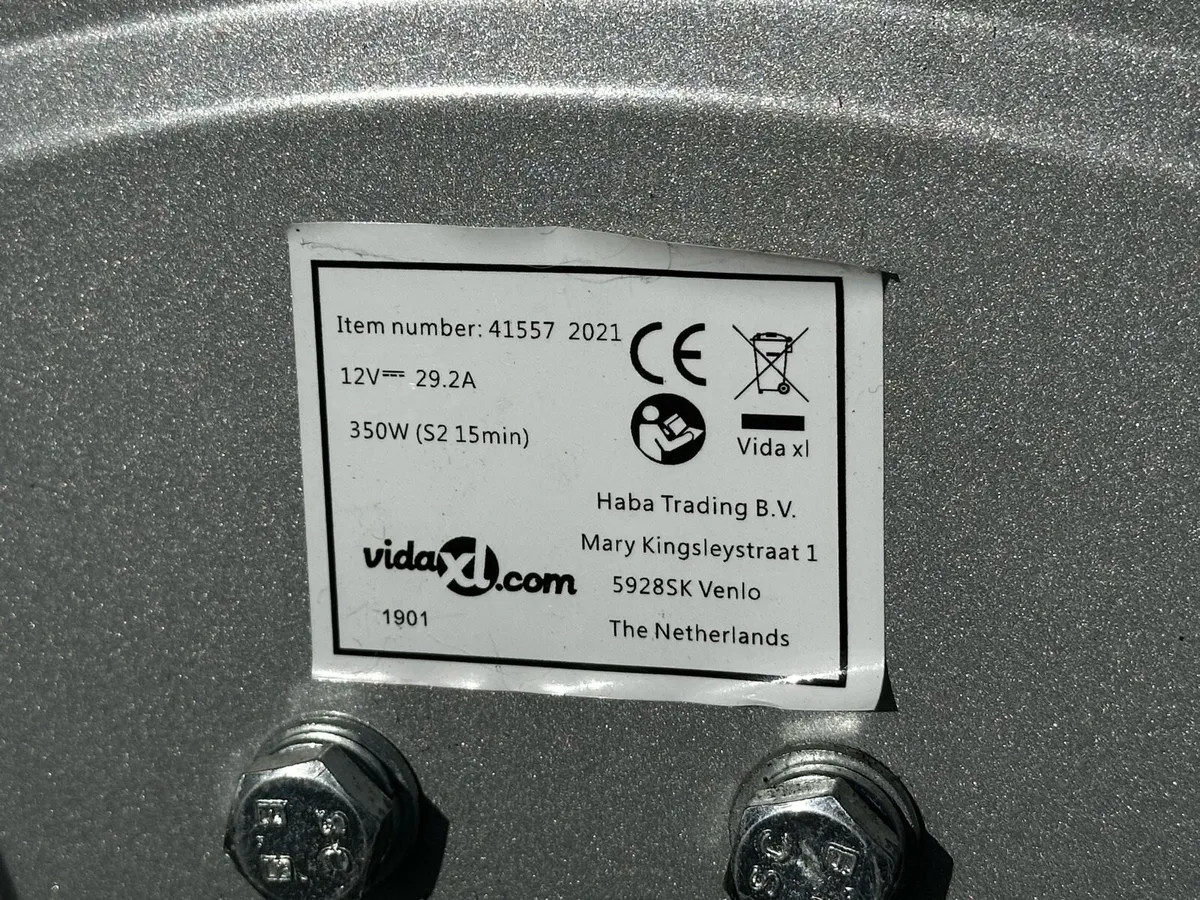 Item number: 41557 2021
12V⎓ 29.2A
350W (S2 15min)
CE
Vida xl
Haba Trading B.V.
Mary Kingsleystraat 1
5928SK Venlo
The Netherlands
vidaXL.com
1901